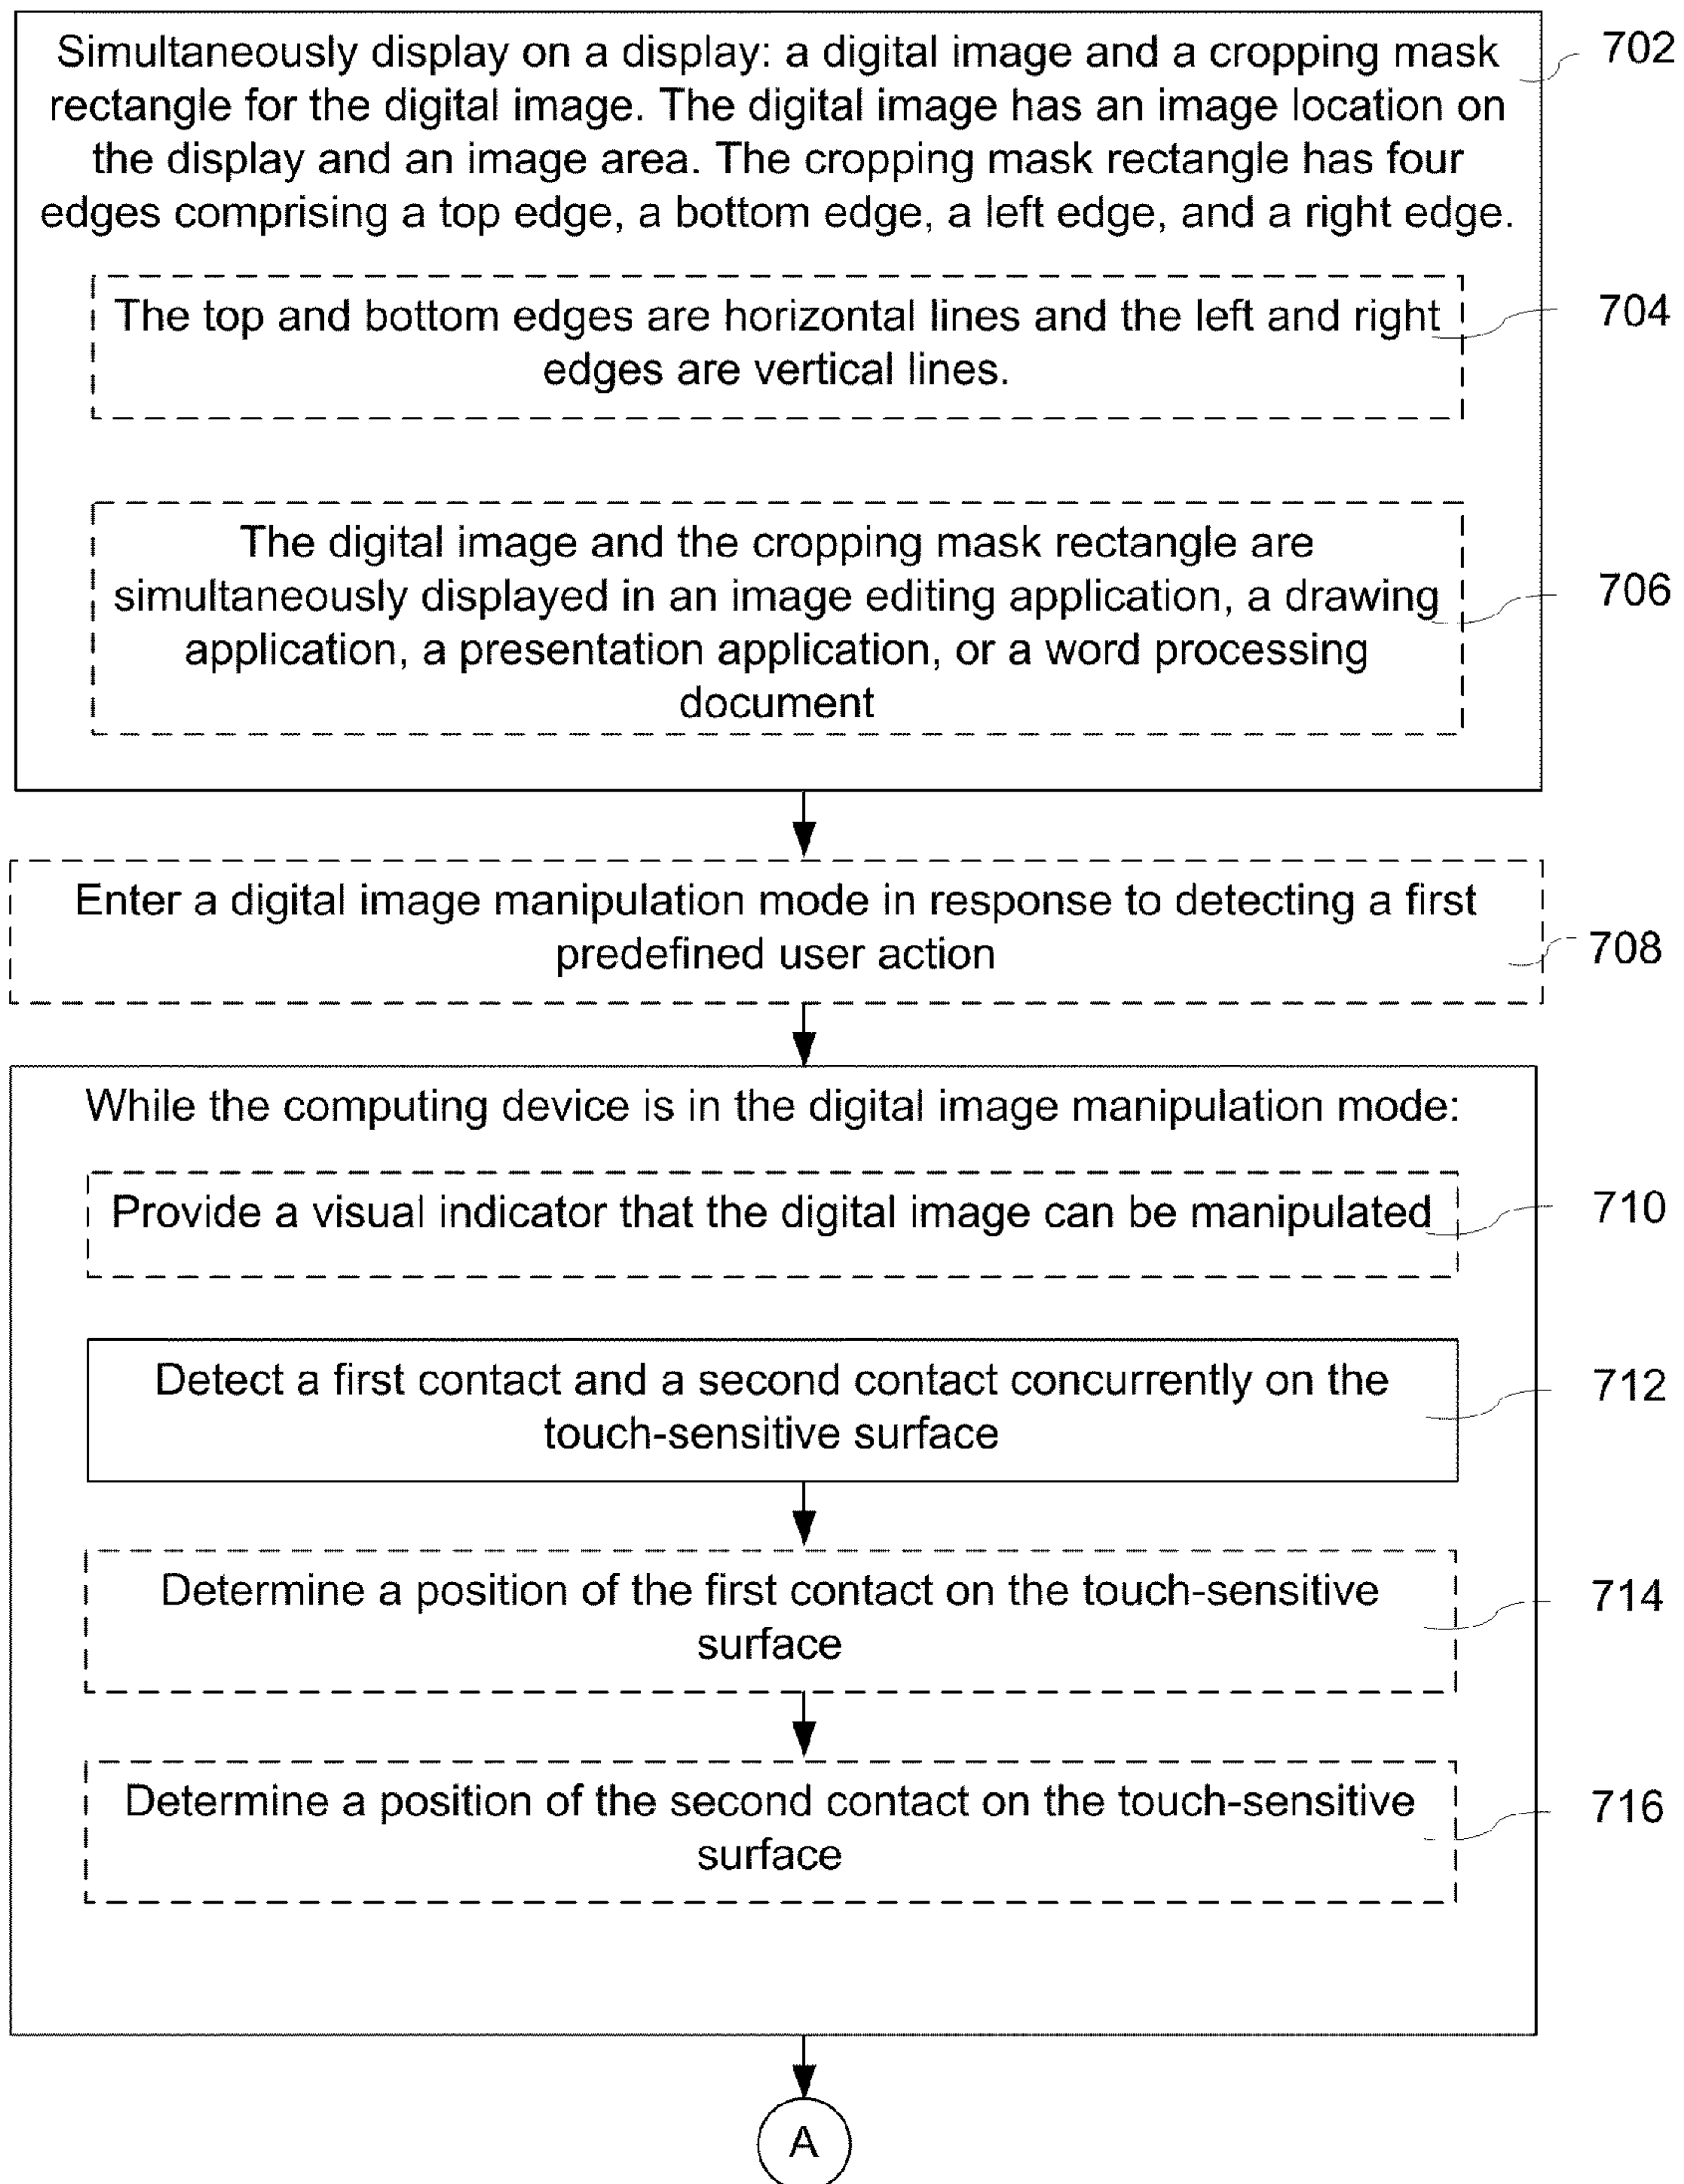 Simultaneously display on a display: a digital image and a cropping mask
rectangle for the digital image. The digital image has an image location on
the display and an image area. The cropping mask rectangle has four
edges comprising a top edge, a bottom edge, a left edge, and a right edge.
702
The top and bottom edges are horizontal lines and the left and right
edges are vertical lines.
704
The digital image and the cropping mask rectangle are
simultaneously displayed in an image editing application, a drawing
application, a presentation application, or a word processing
document
706
Enter a digital image manipulation mode in response to detecting a first
predefined user action
708
While the computing device is in the digital image manipulation mode:
Provide a visual indicator that the digital image can be manipulated
710
Detect a first contact and a second contact concurrently on the
touch-sensitive surface
712
Determine a position of the first contact on the touch-sensitive
surface
714
Determine a position of the second contact on the touch-sensitive
surface
716
A